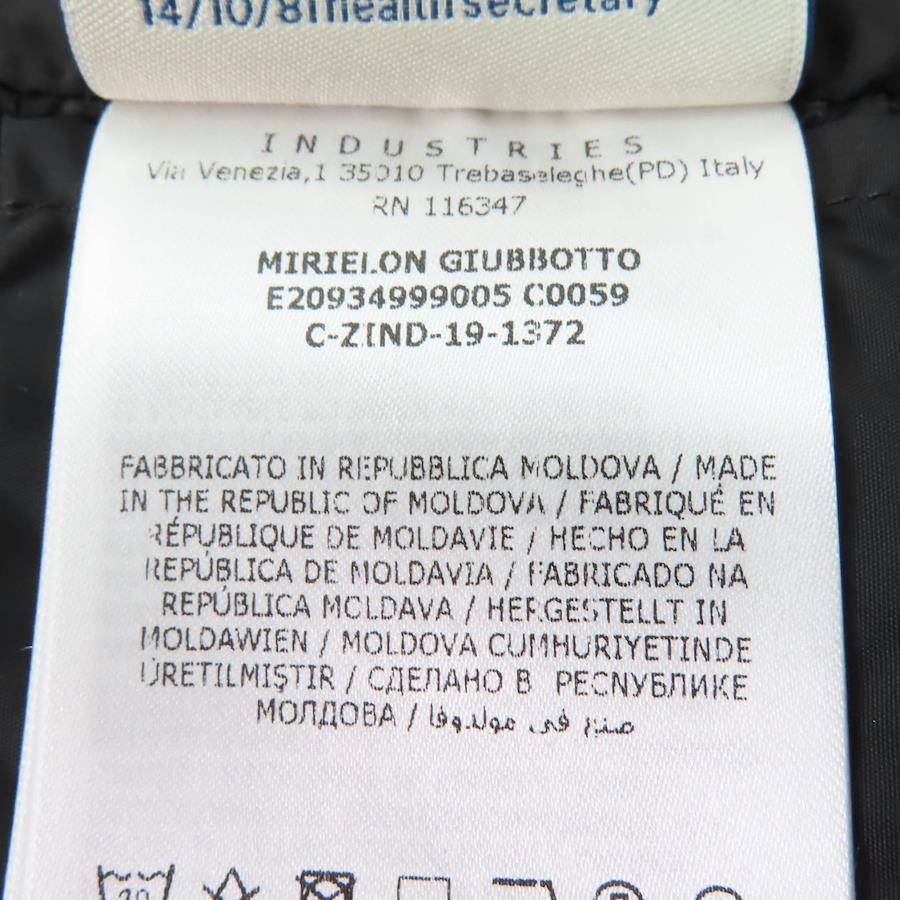 14/10/81healthsecretary
INDUSTRIES
Via Venezia,1 35010 Trebaseleghe(PD) Italy
RN 116347
MIRIELON GIUBBOTTO
E20934999005 C0059
C-ZIND-19-1372
FABBRICATO IN REPUBBLICA MOLDOVA / MADE
IN THE REPUBLIC OF MOLDOVA / FABRIQUÉ EN
RÉPUBLIQUE DE MOLDAVIE / HECHO EN LA
REPÚBLICA DE MOLDAVIA / FABRICADO NA
REPÚBLICA MOLDAVA / HERGESTELLT IN
MOLDAWIEN / MOLDOVA CUMHURIYETINDE
ÜRETILMIŞTIR / СДЕЛАНО В РЕСПУБЛИКЕ
МОЛДОВА / صنع في مولدوفا